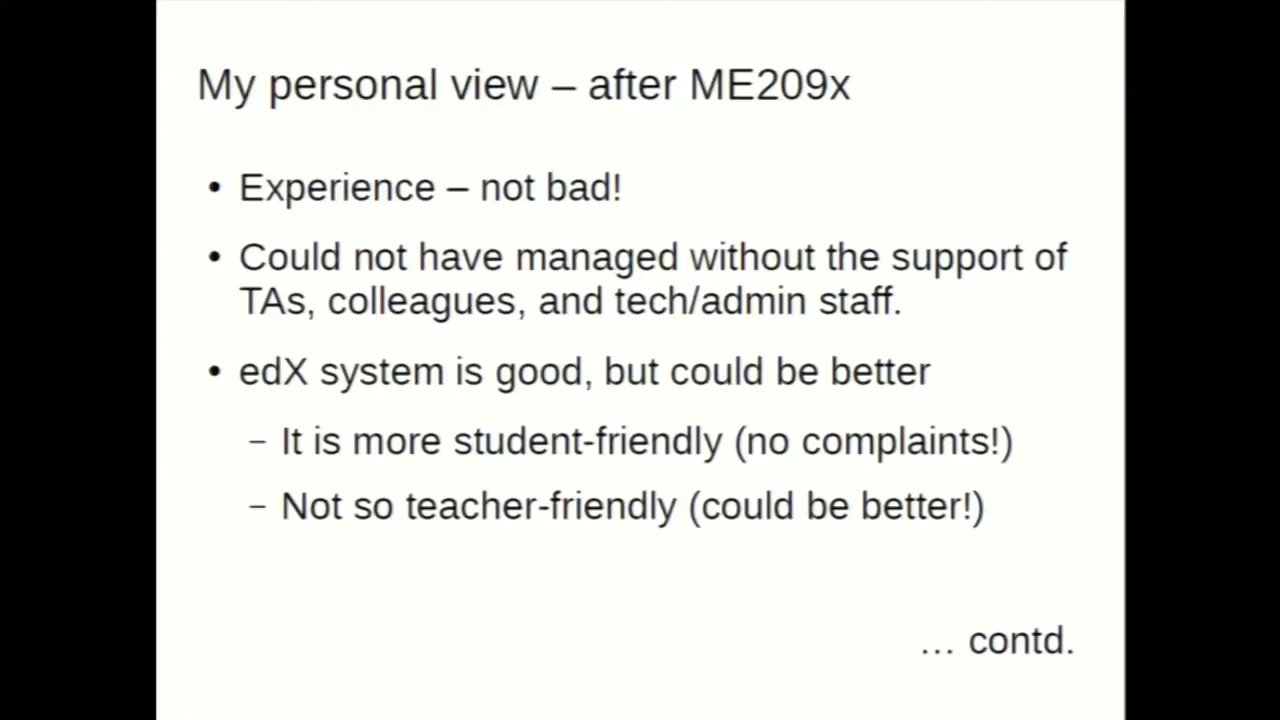 My personal view – after ME209x
• Experience – not bad!
• Could not have managed without the support of
TAs, colleagues, and tech/admin staff.
• edX system is good, but could be better
– It is more student-friendly (no complaints!)
– Not so teacher-friendly (could be better!)
… contd.